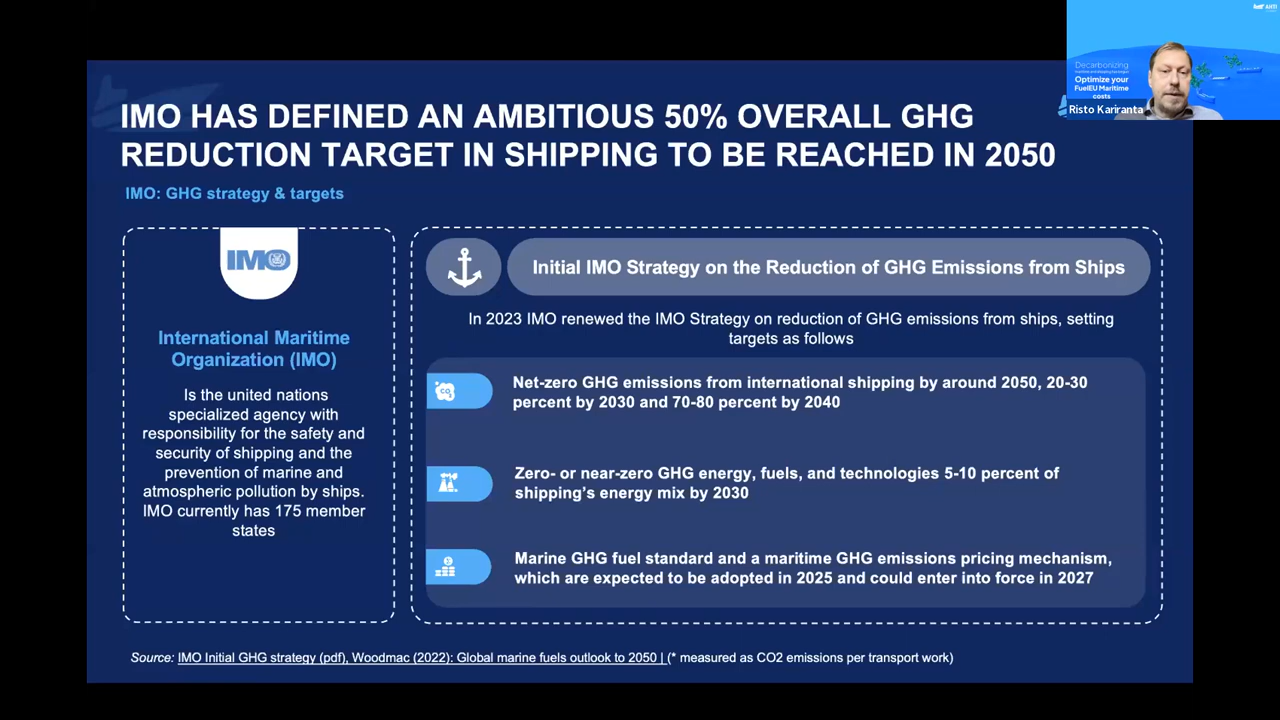 IMO HAS DEFINED AN AMBITIOUS 50% OVERALL GHG
REDUCTION TARGET IN SHIPPING TO BE REACHED IN 2050
IMO: GHG strategy & targets
IMO
International Maritime
Organization (IMO)
Is the united nations
specialized agency with
responsibility for the safety and
security of shipping and the
prevention of marine and
atmospheric pollution by ships.
IMO currently has 175 member
states
Initial IMO Strategy on the Reduction of GHG Emissions from Ships
In 2023 IMO renewed the IMO Strategy on reduction of GHG emissions from ships, setting
targets as follows
Net-zero GHG emissions from international shipping by around 2050, 20-30
percent by 2030 and 70-80 percent by 2040
Zero- or near-zero GHG energy, fuels, and technologies 5-10 percent of
shipping's energy mix by 2030
Marine GHG fuel standard and a maritime GHG emissions pricing mechanism,
which are expected to be adopted in 2025 and could enter into force in 2027
Source: IMO Initial GHG strategy (pdf), Woodmac (2022): Global marine fuels outlook to 2050 | (* measured as CO2 emissions per transport work)
Decarbonizing
Optimize your
FuelEU Maritime
costs
Risto Kariranta
AHTI